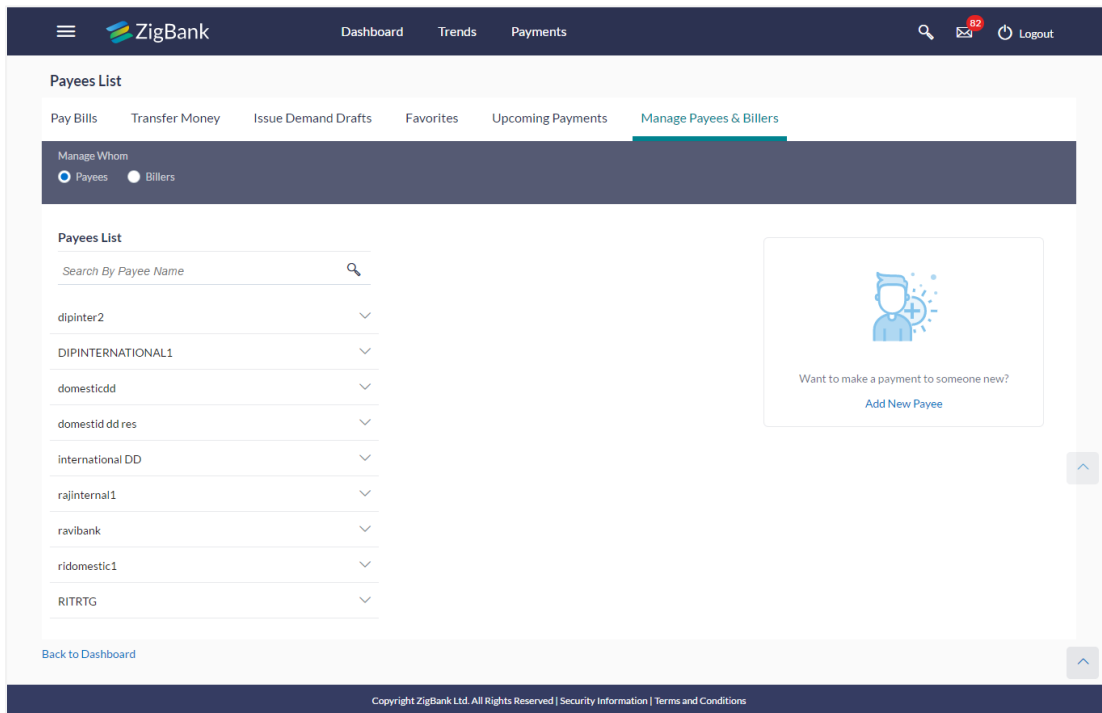 ZigBank Dashboard Trends Payments 82 Logout
Payees List
Pay Bills Transfer Money Issue Demand Drafts Favorites Upcoming Payments Manage Payees & Billers
Manage Whom
Payees Billers
Payees List
Search By Payee Name
dipinter2
DIPINTERNATIONAL1
domesticdd
domestid dd res
international DD
rajinternal1
ravibank
ridomestic1
RITRTG
Want to make a payment to someone new?
Add New Payee
Back to Dashboard
Copyright ZigBank Ltd. All Rights Reserved | Security Information | Terms and Conditions